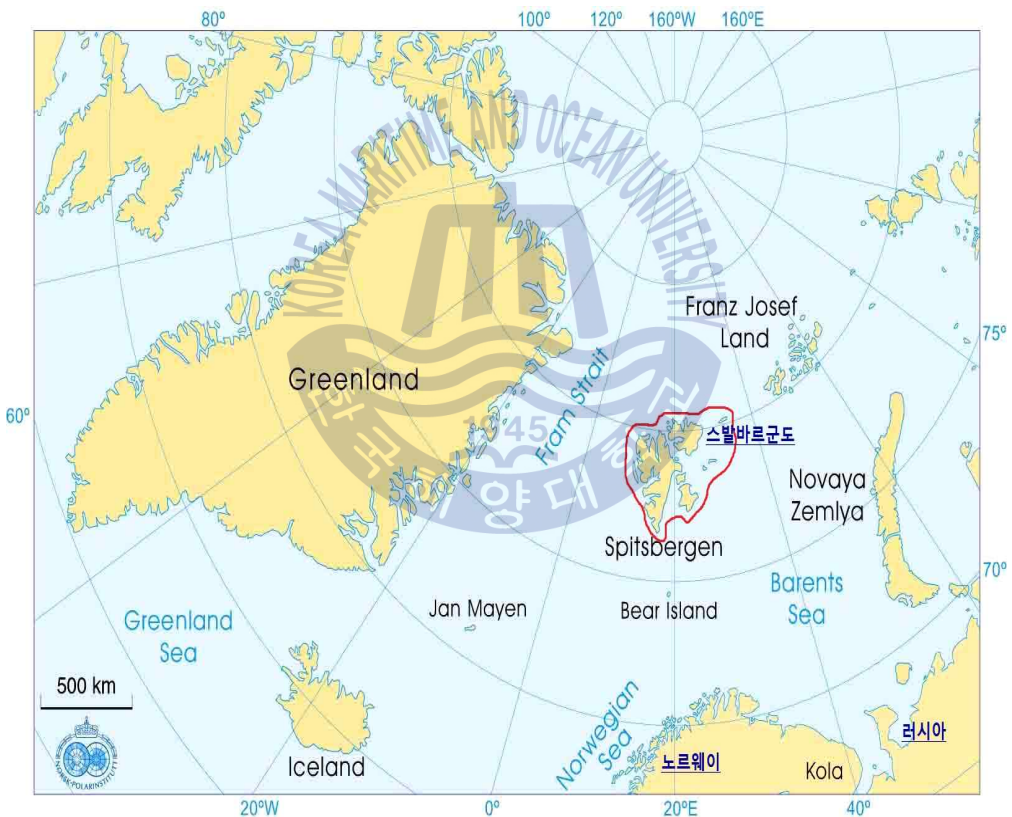 80º
100º
120º
160ºW
160ºE
KOREA MARITIME AND OCEAN UNIVERSITY
Franz Josef
Land
75º
Greenland
Fram Strait
60º
1945
스발바르군도
한국해양대학교
Novaya
Zemlya
Spitsbergen
70º
Barents
Sea
Jan Mayen
Bear Island
Greenland
Sea
500 km
Norwegian
Sea
러시아
노르웨이
Iceland
Kola
NORSK POLARINSTITUTT
20ºW
0º
20ºE
40º